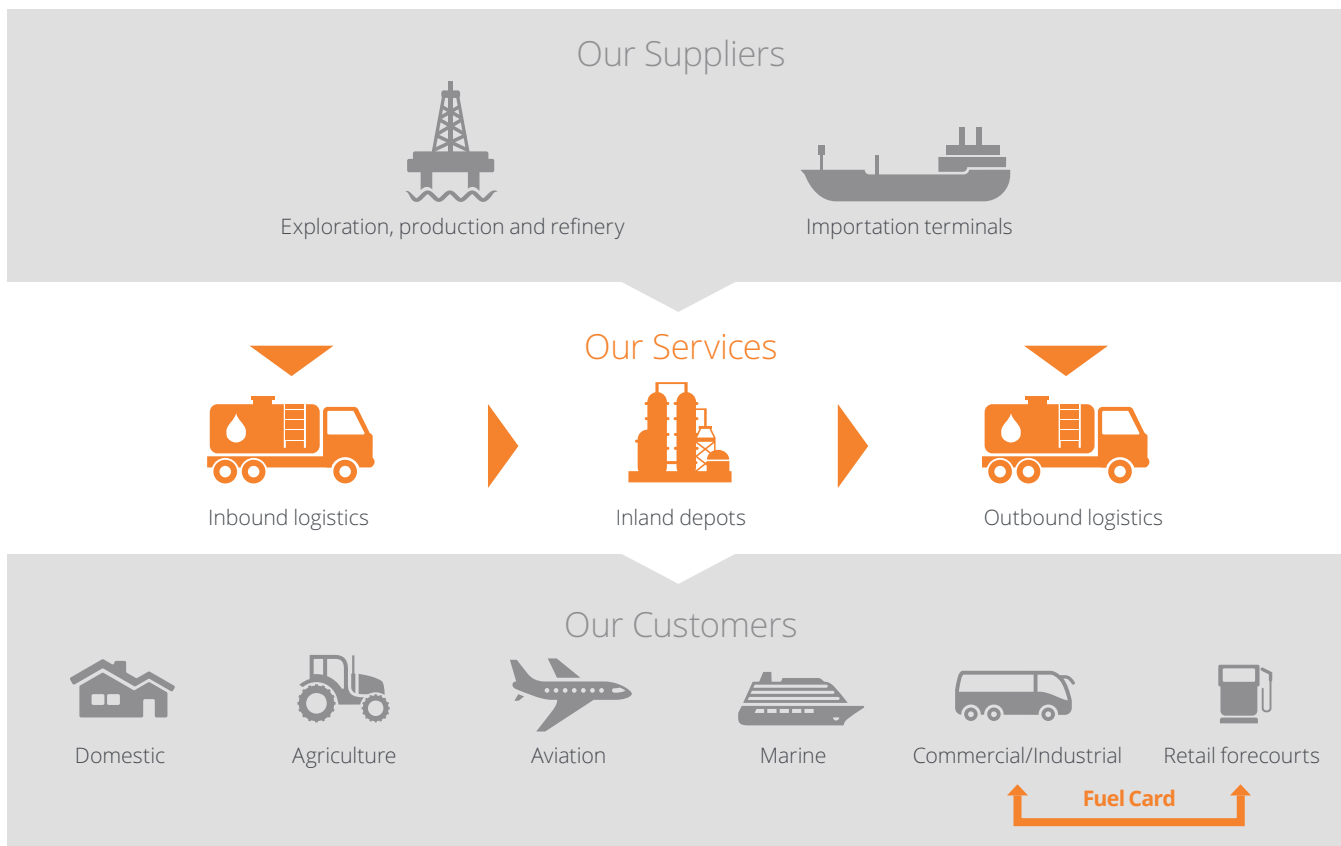 Our Suppliers
Exploration, production and refinery
Importation terminals
Our Services
Inbound logistics
Inland depots
Outbound logistics
Our Customers
Domestic
Agriculture
Aviation
Marine
Commercial/Industrial
Retail forecourts
Fuel Card